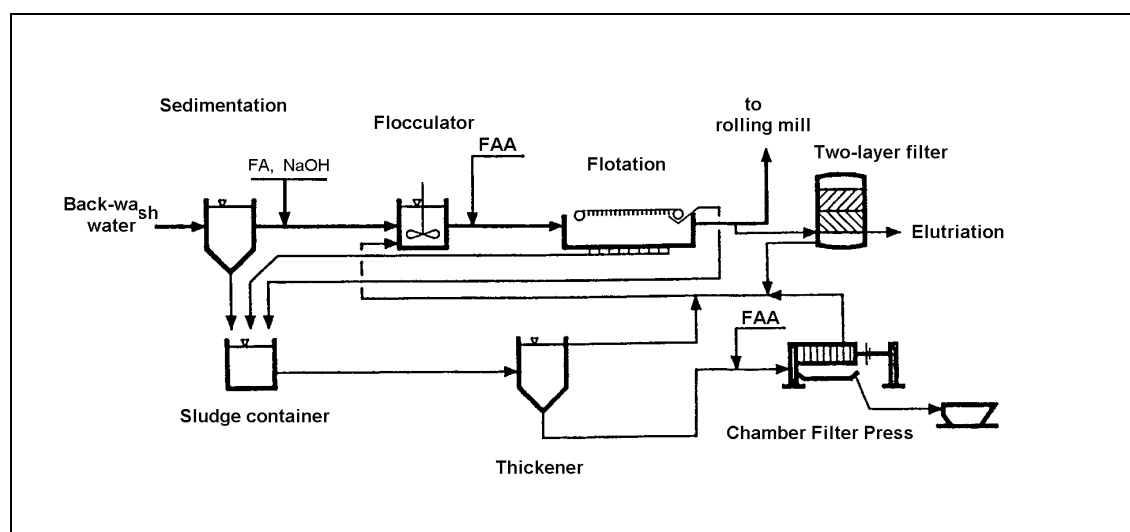 Sedimentation
Flocculator
to
rolling mill
FAA
Flotation
Two-layer filter
FA, NaOH
Back-wash
water
Elutriation
FAA
Sludge container
Chamber Filter Press
Thickener